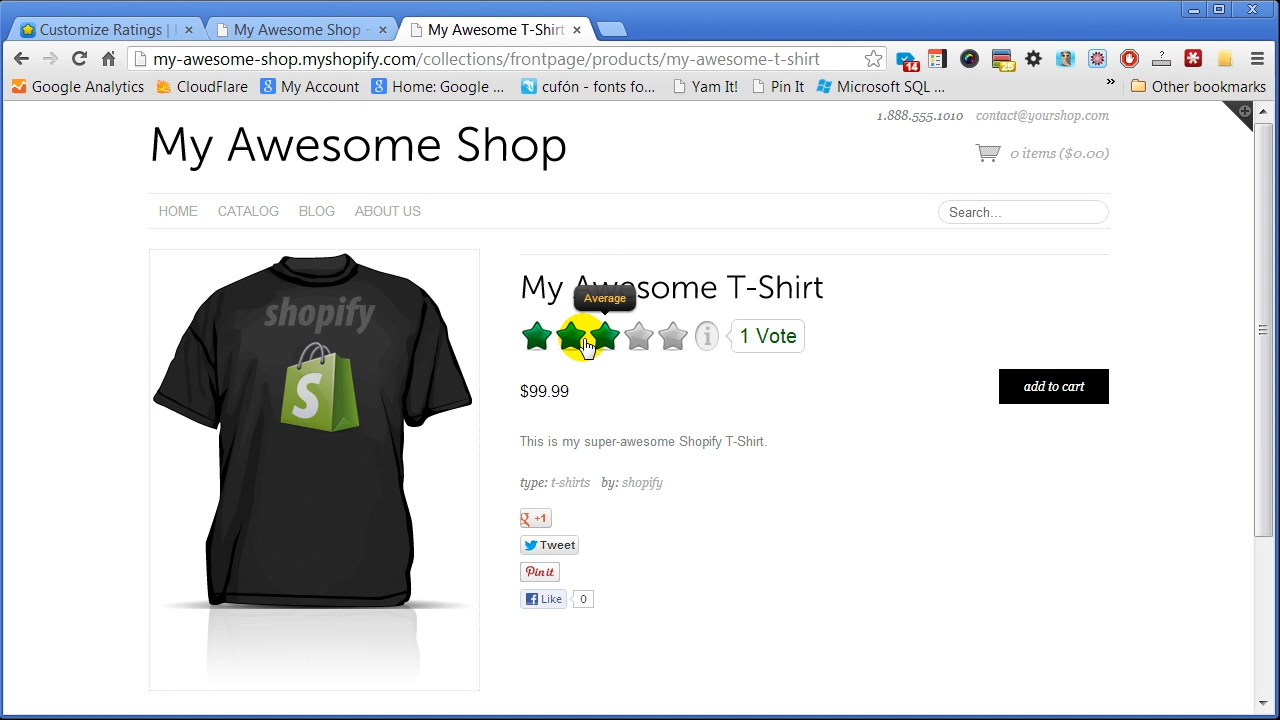 Customize Ratings |
My Awesome Shop -
My Awesome T-Shirt
my-awesome-shop.myshopify.com/collections/frontpage/products/my-awesome-t-shirt
14
25
?
Google Analytics
CloudFlare
8 My Account
8 Home: Google ...
cufón - fonts fo...
Yam It!
Pin It
Microsoft SQL ...
»
Other bookmarks
1.888.555.1010 contact@yourshop.com
My Awesome Shop
0 items ($0.00)
HOME CATALOG BLOG ABOUT US
Search...
shopify
S
My Awesome T-Shirt
Average
i
1 Vote
$99.99
add to cart
This is my super-awesome Shopify T-Shirt.
type: t-shirts by: shopify
g +1
Tweet
Pin it
f Like 0